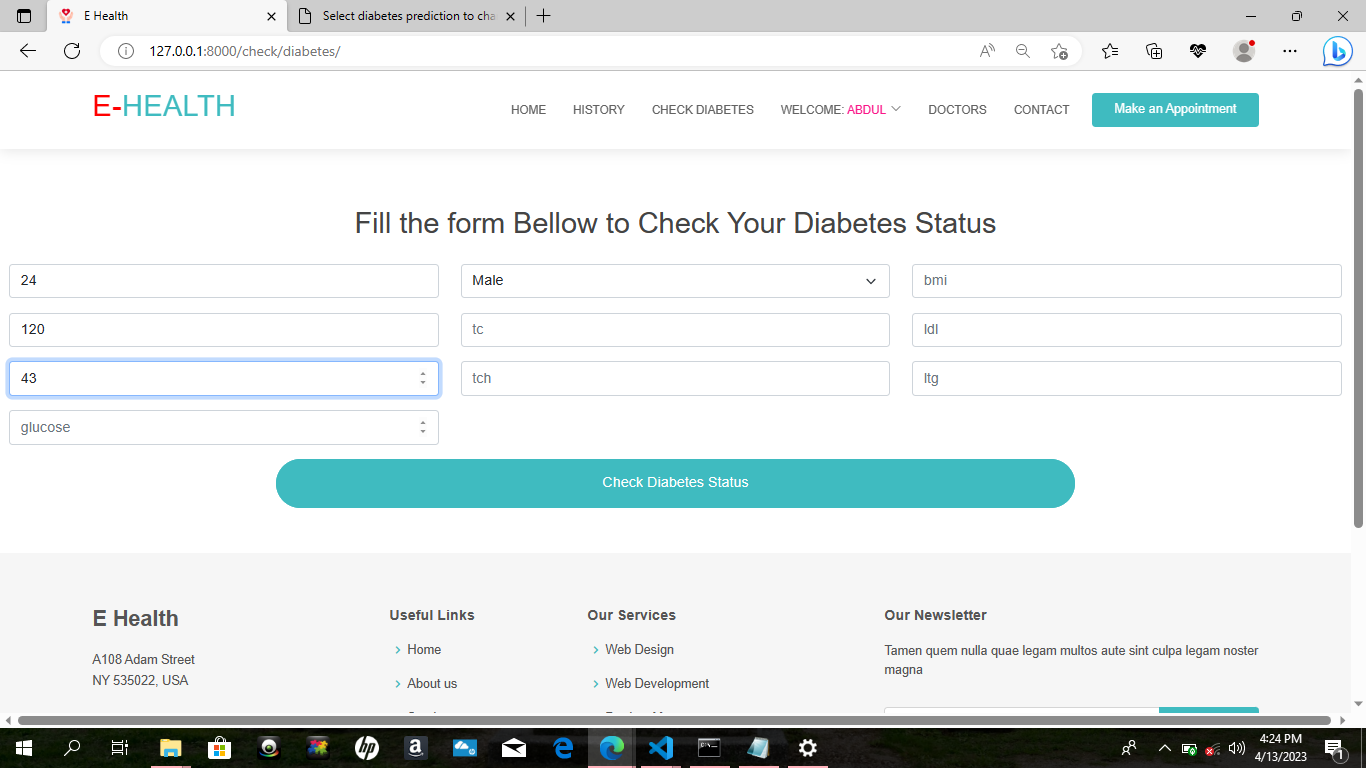 E Health
Select diabetes prediction to cha
127.0.0.1:8000/check/diabetes/
E-HEALTH
HOME
HISTORY
CHECK DIABETES
WELCOME: ABDUL
DOCTORS
CONTACT
Make an Appointment
Fill the form Bellow to Check Your Diabetes Status
24
Male
bmi
120
tc
ldl
43
tch
ltg
glucose
Check Diabetes Status
E Health
A108 Adam Street
NY 535022, USA
Useful Links
Home
About us
Our Services
Web Design
Web Development
Our Newsletter
Tamen quem nulla quae legam multos aute sint culpa legam noster
magna
4:24 PM
4/13/2023
1